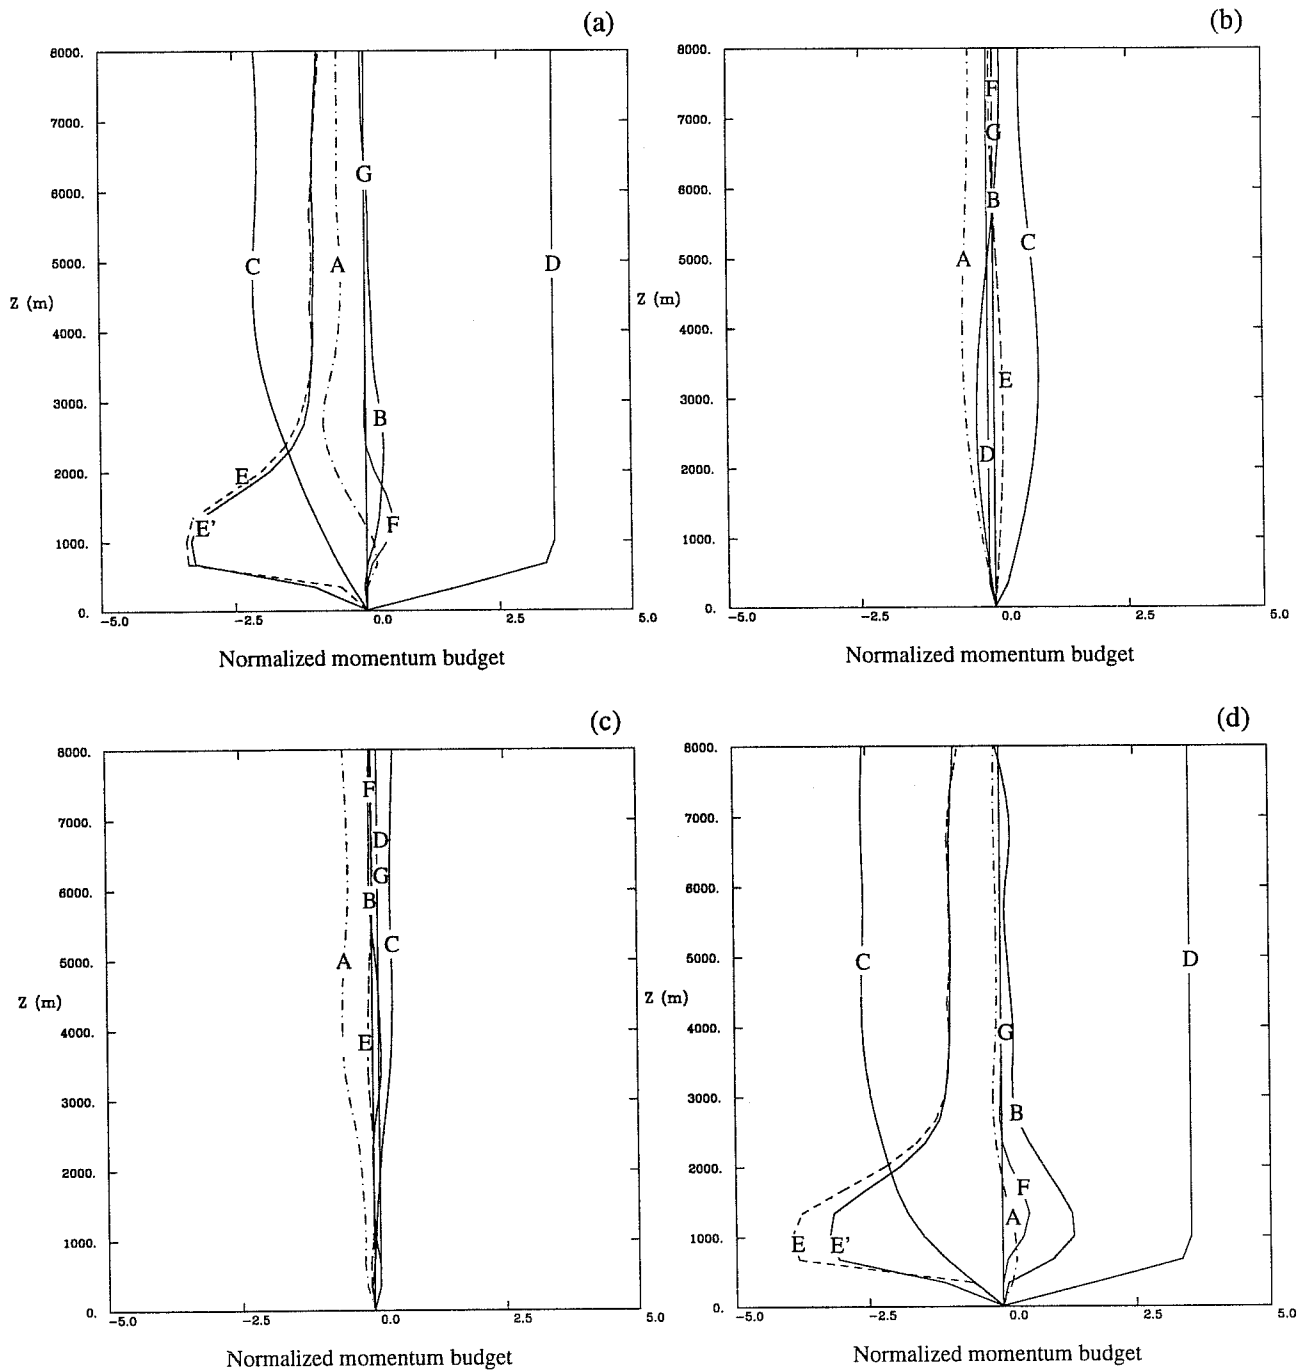 (a)
8000.
7000.
6000.
5000.
Z (m)
4000.
3000.
2000.
1000.
0.
-5.0 -2.5 0.0 2.5 5.0
G
C A D
B
E
F
E'
Normalized momentum budget
(b)
8000.
7000.
6000.
5000.
Z (m)
4000.
3000.
2000.
1000.
0.
-5.0 -2.5 0.0 2.5 5.0
F
G
B
C
A
E
D
Normalized momentum budget
(c)
8000.
7000.
6000.
5000.
Z (m)
4000.
3000.
2000.
1000.
0.
-5.0 -2.5 0.0 2.5 5.0
F
D
G
B
C
A
E
Normalized momentum budget
(d)
8000.
7000.
6000.
5000.
Z (m)
4000.
3000.
2000.
1000.
0.
-5.0 -2.5 0.0 2.5 5.0
C D
G
B
F
A
E E'
Normalized momentum budget